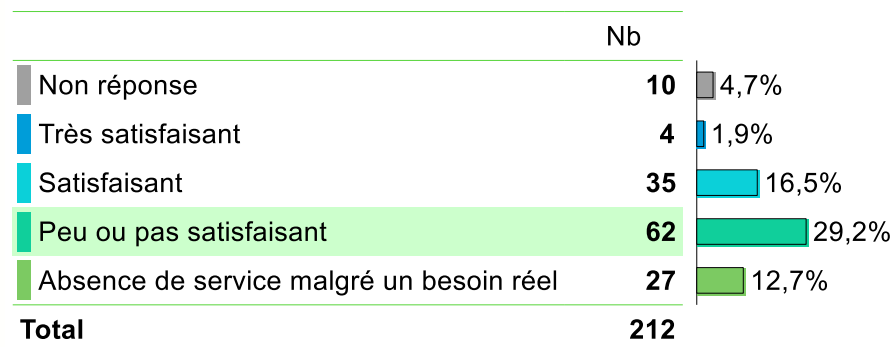 Nb
Non réponse 10 4,7%
Très satisfaisant 4 1,9%
Satisfaisant 35 16,5%
Peu ou pas satisfaisant 62 29,2%
Absence de service malgré un besoin réel 27 12,7%
Total 212